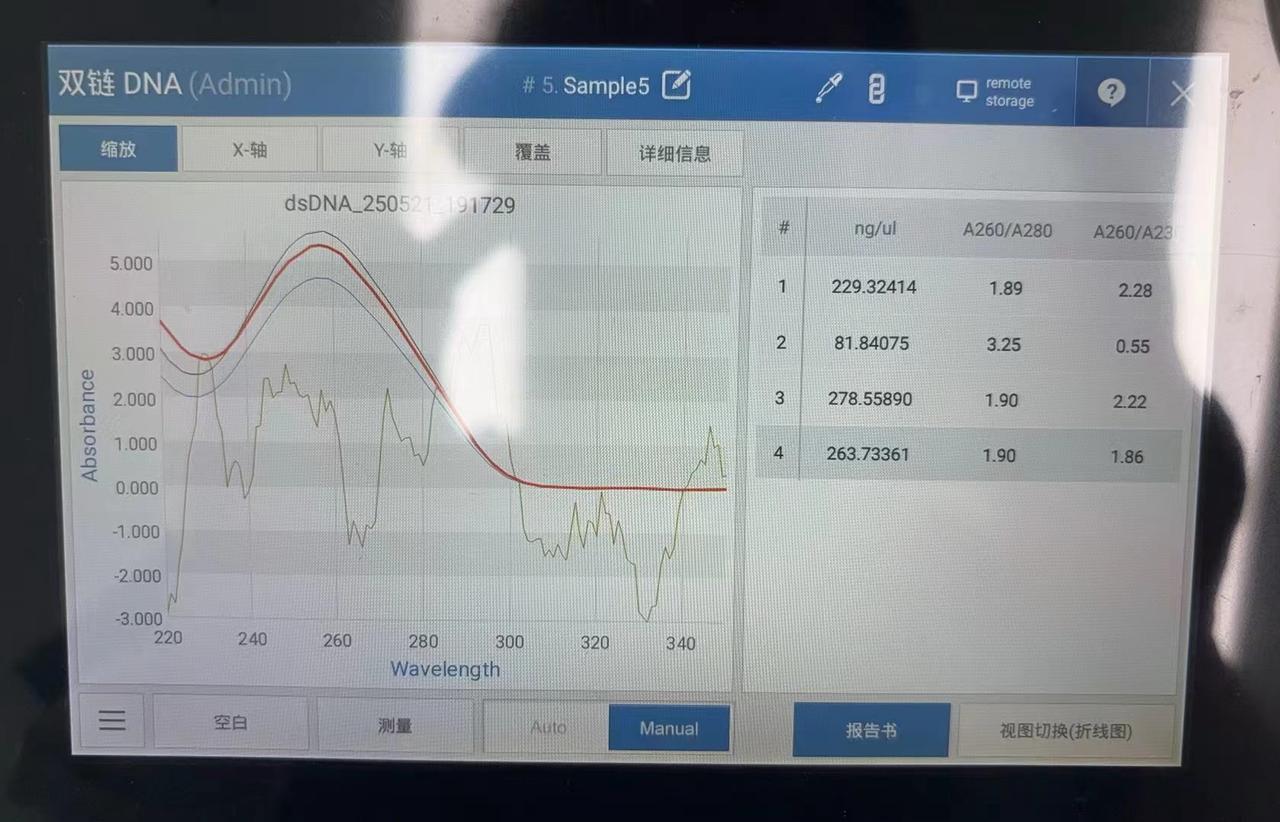 双链 DNA (Admin)
# 5. Sample5
remote
storage
?
缩放
X-轴
Y-轴
覆盖
详细信息
dsDNA_250521_191729
Absorbance
5.000
4.000
3.000
2.000
1.000
0.000
-1.000
-2.000
-3.000
220 240 260 280 300 320 340
Wavelength
# ng/ul A260/A280 A260/A230
1 229.32414 1.89 2.28
2 81.84075 3.25 0.55
3 278.55890 1.90 2.22
4 263.73361 1.90 1.86
空白
测量
Auto
Manual
报告书
视图切换(折线图)